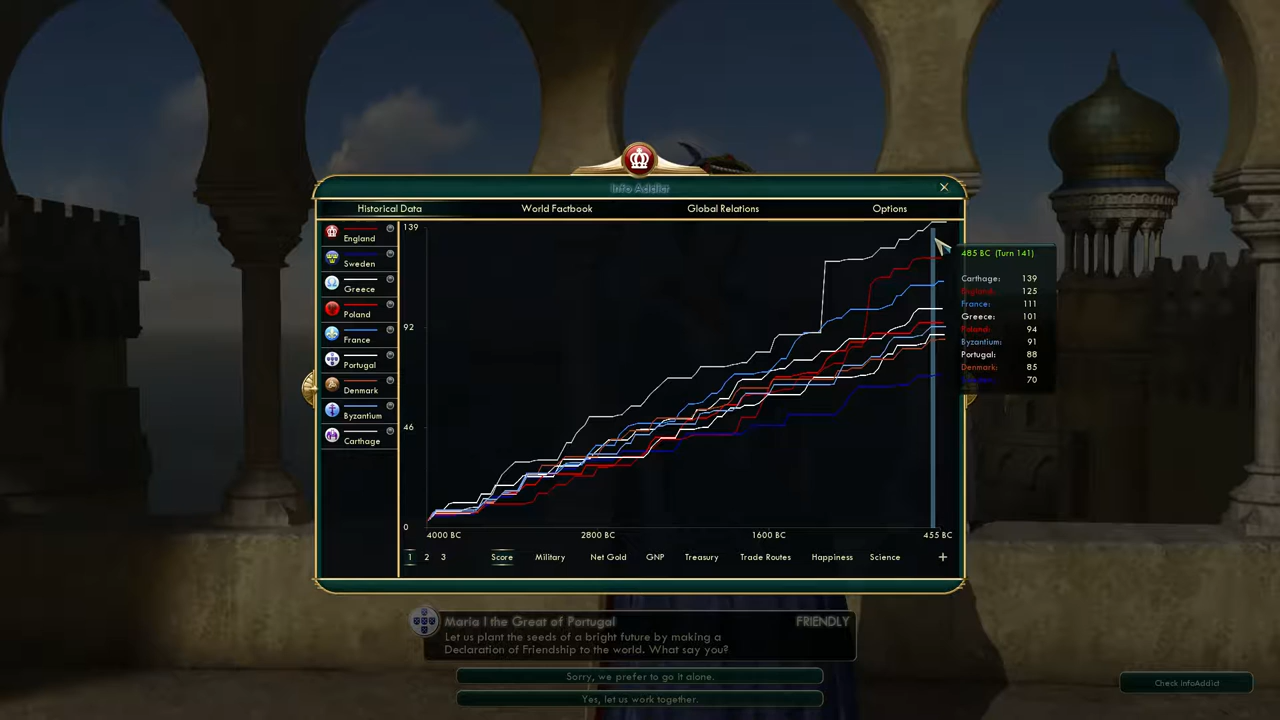 Info Addict
Historical Data
World Factbook
Global Relations
Options
England
Sweden
Greece
Poland
France
Portugal
Denmark
Byzantium
Carthage
139
92
46
0
4000 BC
2800 BC
1600 BC
455 BC
485 BC (Turn 141)
Carthage: 139
England: 125
France: 111
Greece: 101
Poland: 94
Byzantium: 91
Portugal: 88
Denmark: 85
Sweden: 70
1 2 3 Score Military Net Gold GNP Treasury Trade Routes Happiness Science +
Maria I the Great of Portugal FRIENDLY
Let us plant the seeds of a bright future by making a
Declaration of Friendship to the world. What say you?
Sorry, we prefer to go it alone.
Yes, let us work together.
Check InfoAddict